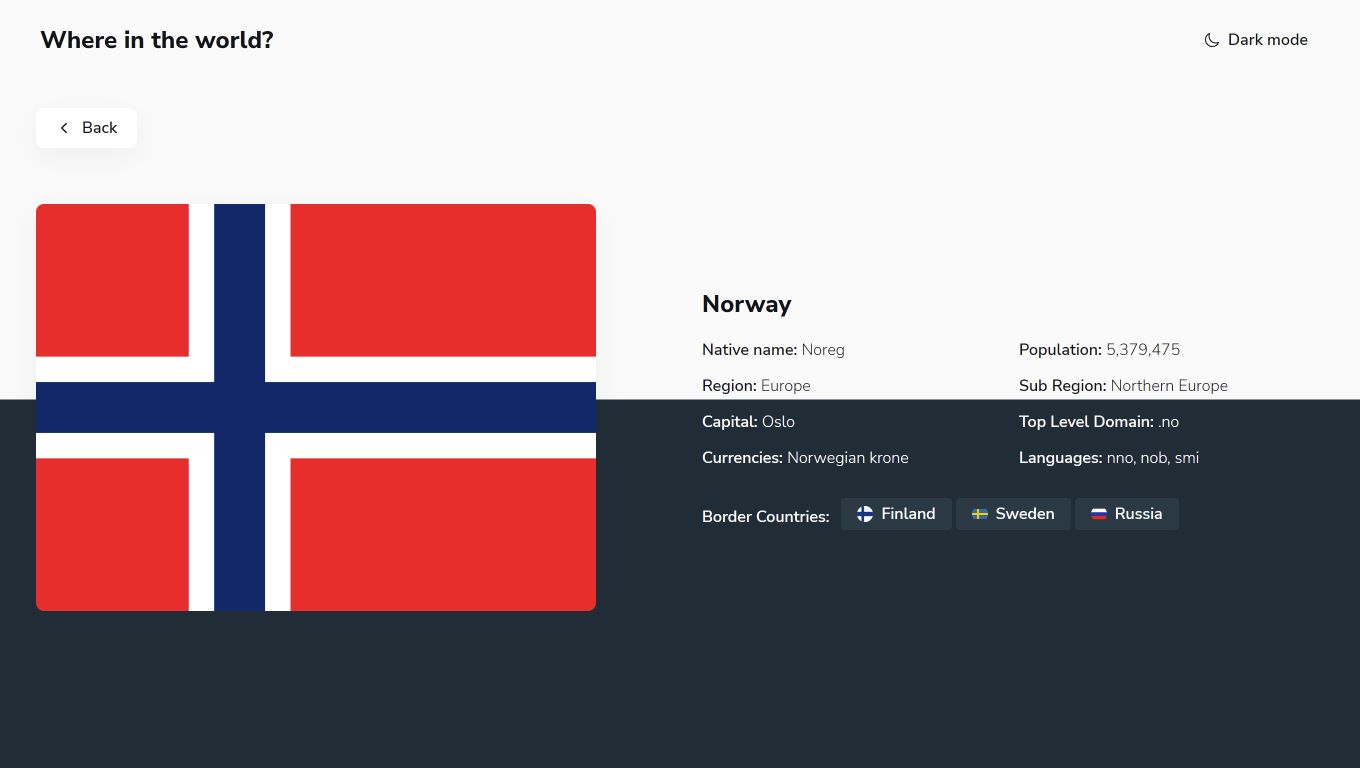 Where in the world?
Dark mode
Back
Norway
Native name: Noreg
Population: 5,379,475
Region: Europe
Sub Region: Northern Europe
Capital: Oslo
Top Level Domain: .no
Currencies: Norwegian krone
Languages: nno, nob, smi
Border Countries: Finland Sweden Russia